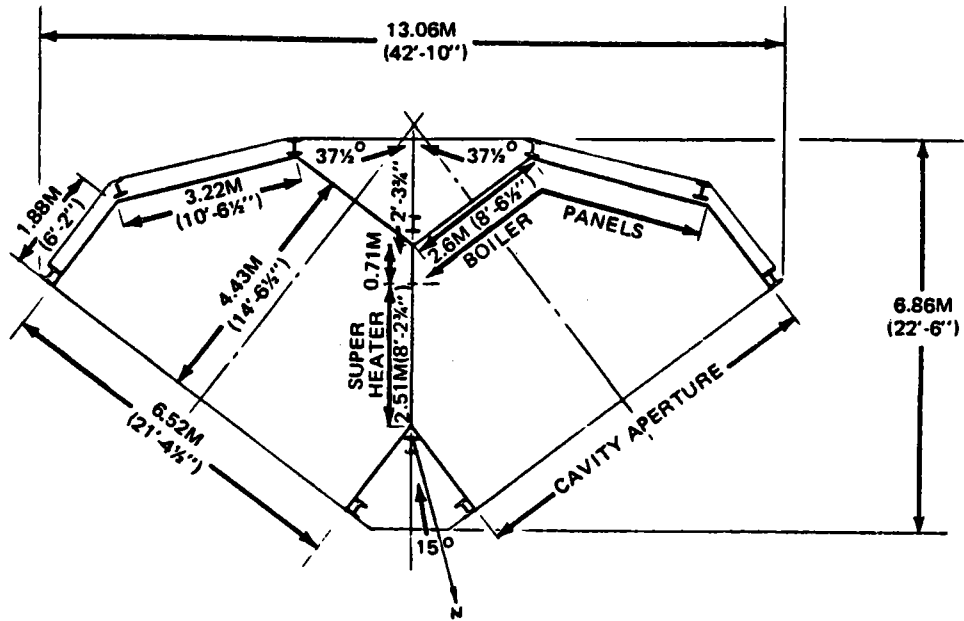 13.06M
(42'-10")
37½°
37½°
1.88M
(6'-2")
3.22M
(10'-6½")
2'-3¾"
0.71M
2.6M (8'-6½")
BOILER
PANELS
4.43M
(14'-6½")
SUPER
HEATER
2.51M(8'-2¾")
6.86M
(22'-6")
6.52M
(21'-4½")
CAVITY APERTURE
15°
N